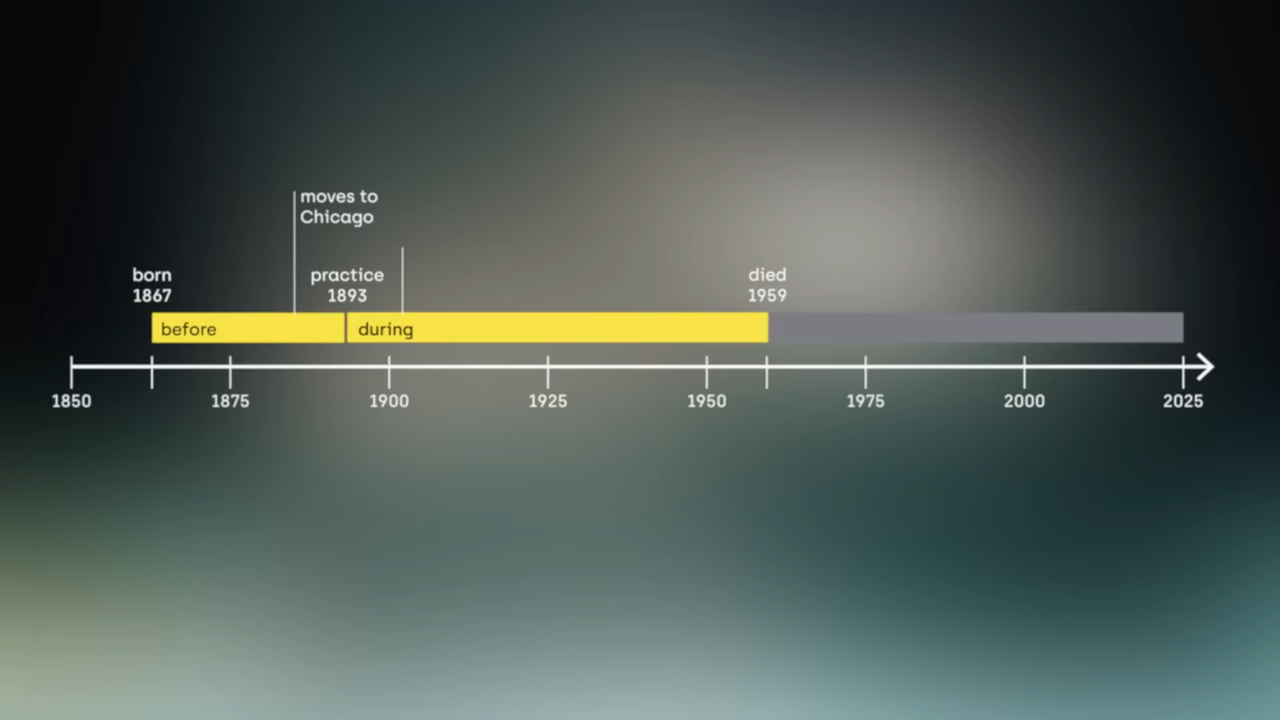 moves to
Chicago
born
1867
practice
1893
died
1959
before
during
1850
1875
1900
1925
1950
1975
2000
2025